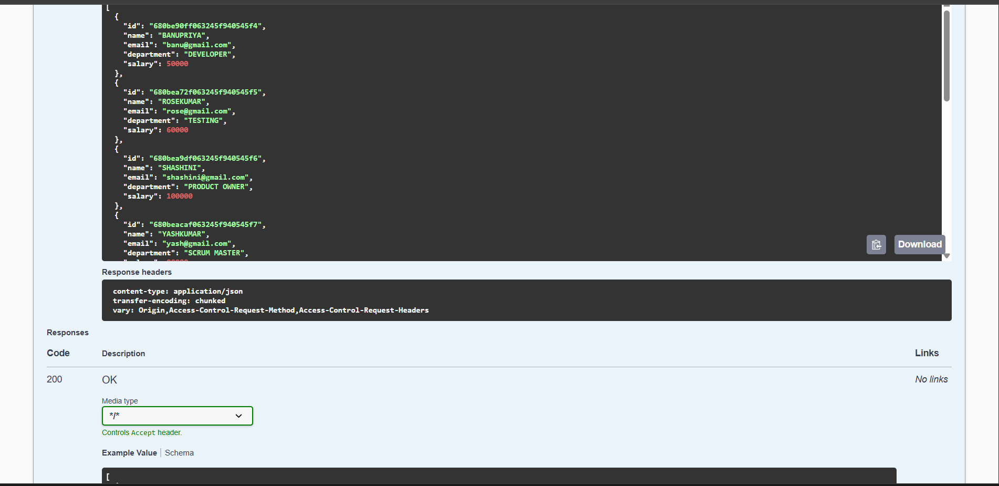 [
  {
    "id": "680be90ff063245f940545f4",
    "name": "BANUPRIYA",
    "email": "banu@gmail.com",
    "department": "DEVELOPER",
    "salary": 50000
  },
  {
    "id": "680bea72f063245f940545f5",
    "name": "ROSEKUMAR",
    "email": "rose@gmail.com",
    "department": "TESTING",
    "salary": 60000
  },
  {
    "id": "680bea9df063245f940545f6",
    "name": "SHASHINI",
    "email": "shashini@gmail.com",
    "department": "PRODUCT OWNER",
    "salary": 100000
  },
  {
    "id": "680beacaf063245f940545f7",
    "name": "YASHKUMAR",
    "email": "yash@gmail.com",
    "department": "SCRUM MASTER",
Download
Response headers
content-type: application/json
transfer-encoding: chunked
vary: Origin,Access-Control-Request-Method,Access-Control-Request-Headers
Responses
Code Description Links
200 OK No links
Media type
*/*
Controls Accept header.
Example Value | Schema
[